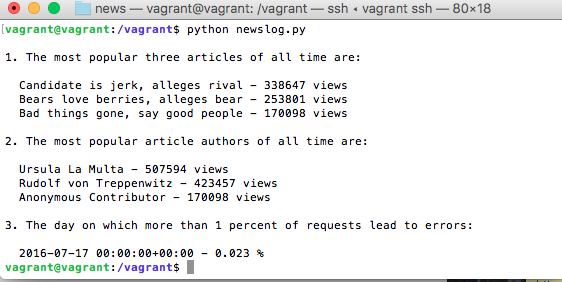 news — vagrant@vagrant: /vagrant — ssh ◂ vagrant ssh — 80×18
[vagrant@vagrant:/vagrant$ python newslog.py
1. The most popular three articles of all time are:
Candidate is jerk, alleges rival - 338647 views
Bears love berries, alleges bear - 253801 views
Bad things gone, say good people - 170098 views
2. The most popular article authors of all time are:
Ursula La Multa - 507594 views
Rudolf von Treppenwitz - 423457 views
Anonymous Contributor - 170098 views
3. The day on which more than 1 percent of requests lead to errors:
2016-07-17 00:00:00+00:00 - 0.023 %
vagrant@vagrant:/vagrant$